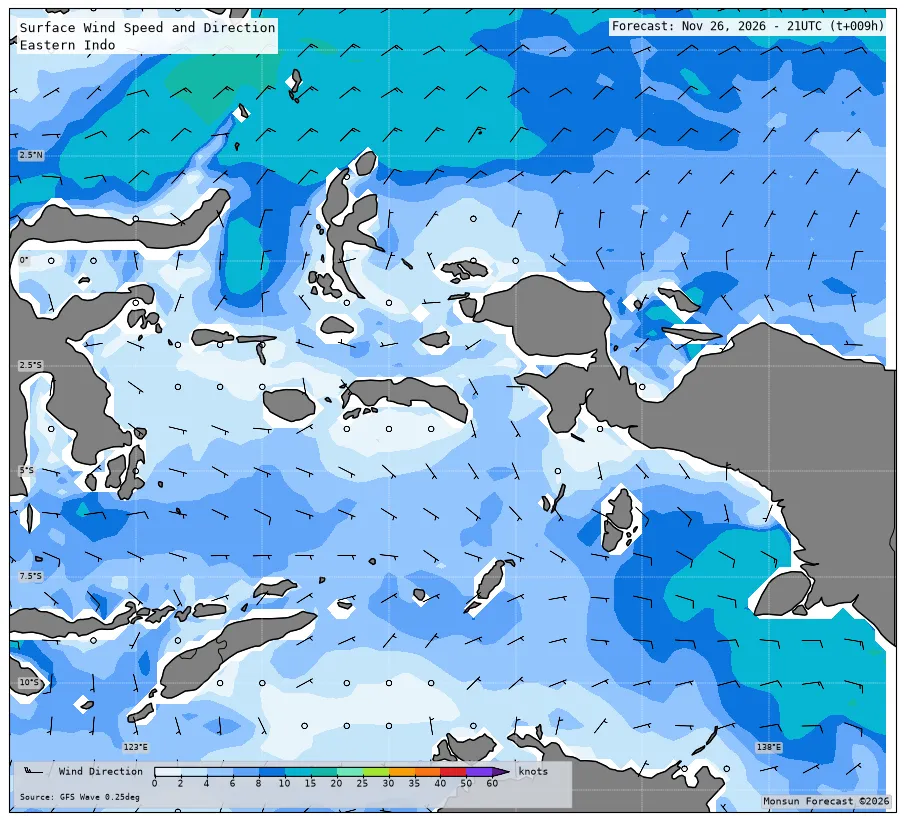 Surface Wind Speed and Direction
Eastern Indo
Forecast: Nov 26, 2026 - 21UTC (t+009h)
2.5°N
0°
2.5°S
5°S
7.5°S
10°S
123°E
138°E
Wind Direction
0 2 4 6 8 10 15 20 25 30 35 40 50 60
knots
Source: GFS Wave 0.25deg
Monsun Forecast ©2026